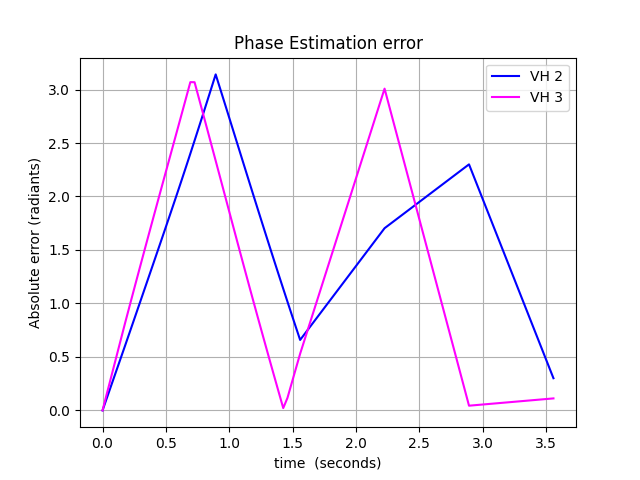 Phase Estimation error
VH 2
VH 3
Absolute error (radiants)
3.0
2.5
2.0
1.5
1.0
0.5
0.0
0.0 0.5 1.0 1.5 2.0 2.5 3.0 3.5
time  (seconds)